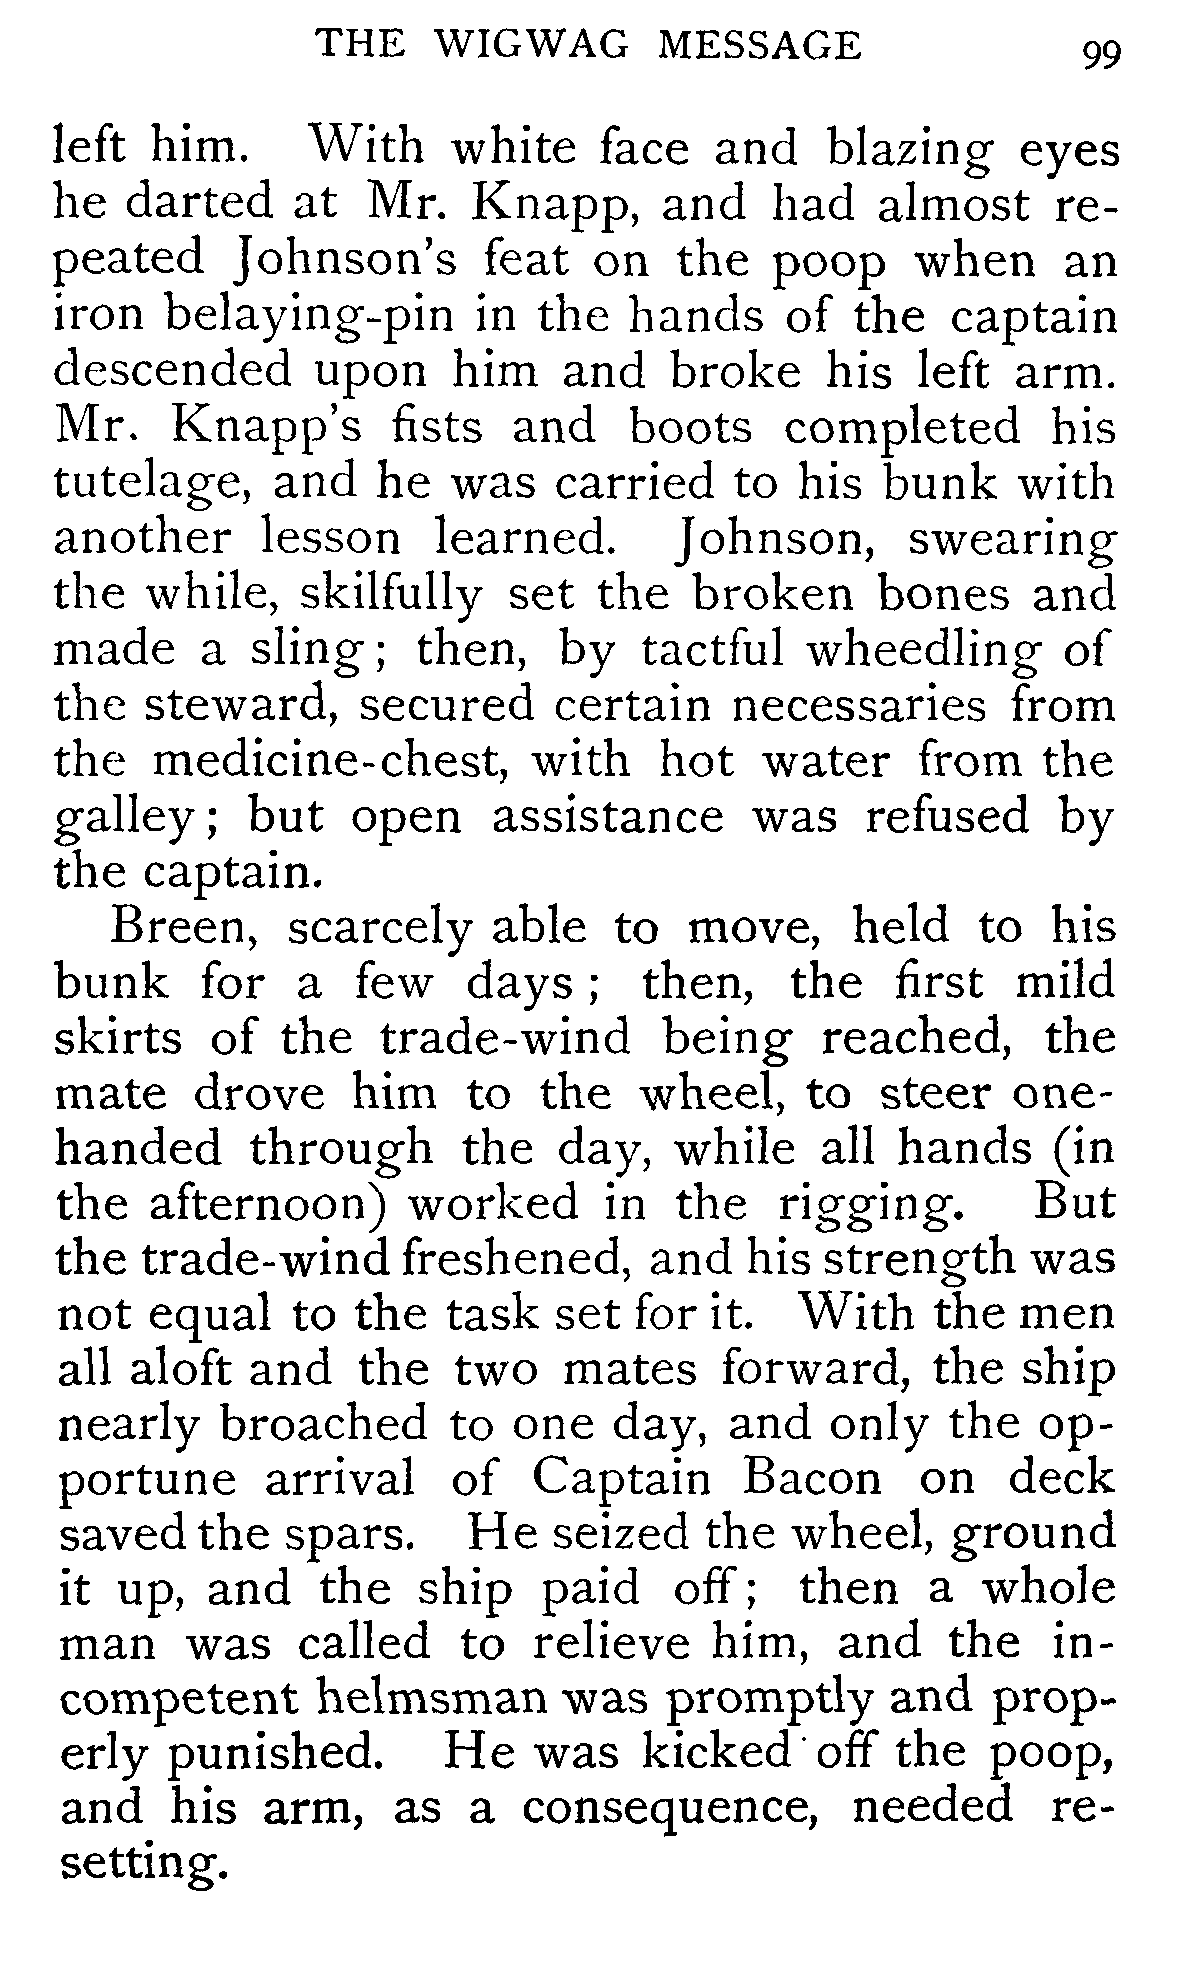 THE WIGWAG MESSAGE 99
left him. With white face and blazing eyes
he darted at Mr. Knapp, and had almost re-
peated Johnson's feat on the poop when an
iron belaying-pin in the hands of the captain
descended upon him and broke his left arm.
Mr. Knapp's fists and boots completed his
tutelage, and he was carried to his bunk with
another lesson learned. Johnson, swearing
the while, skilfully set the broken bones and
made a sling; then, by tactful wheedling of
the steward, secured certain necessaries from
the medicine-chest, with hot water from the
galley; but open assistance was refused by
the captain.
Breen, scarcely able to move, held to his
bunk for a few days; then, the first mild
skirts of the trade-wind being reached, the
mate drove him to the wheel, to steer one-
handed through the day, while all hands (in
the afternoon) worked in the rigging. But
the trade-wind freshened, and his strength was
not equal to the task set for it. With the men
all aloft and the two mates forward, the ship
nearly broached to one day, and only the op-
portune arrival of Captain Bacon on deck
saved the spars. He seized the wheel, ground
it up, and the ship paid off; then a whole
man was called to relieve him, and the in-
competent helmsman was promptly and prop-
erly punished. He was kicked off the poop,
and his arm, as a consequence, needed re-
setting.